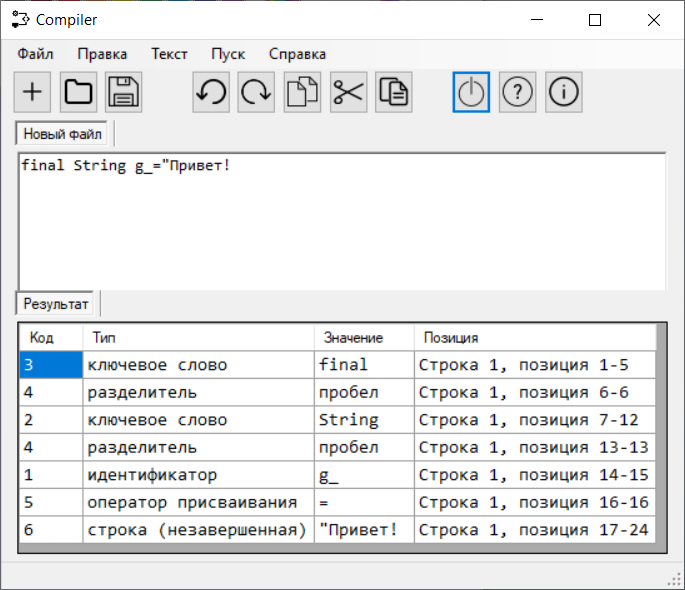 Compiler
Файл Правка Текст Пуск Справка
Новый файл
final String g_="Привет!
Результат
Код Тип Значение Позиция
3 ключевое слово final Строка 1, позиция 1-5
4 разделитель пробел Строка 1, позиция 6-6
2 ключевое слово String Строка 1, позиция 7-12
4 разделитель пробел Строка 1, позиция 13-13
1 идентификатор g_ Строка 1, позиция 14-15
5 оператор присваивания = Строка 1, позиция 16-16
6 строка (незавершенная) "Привет! Строка 1, позиция 17-24